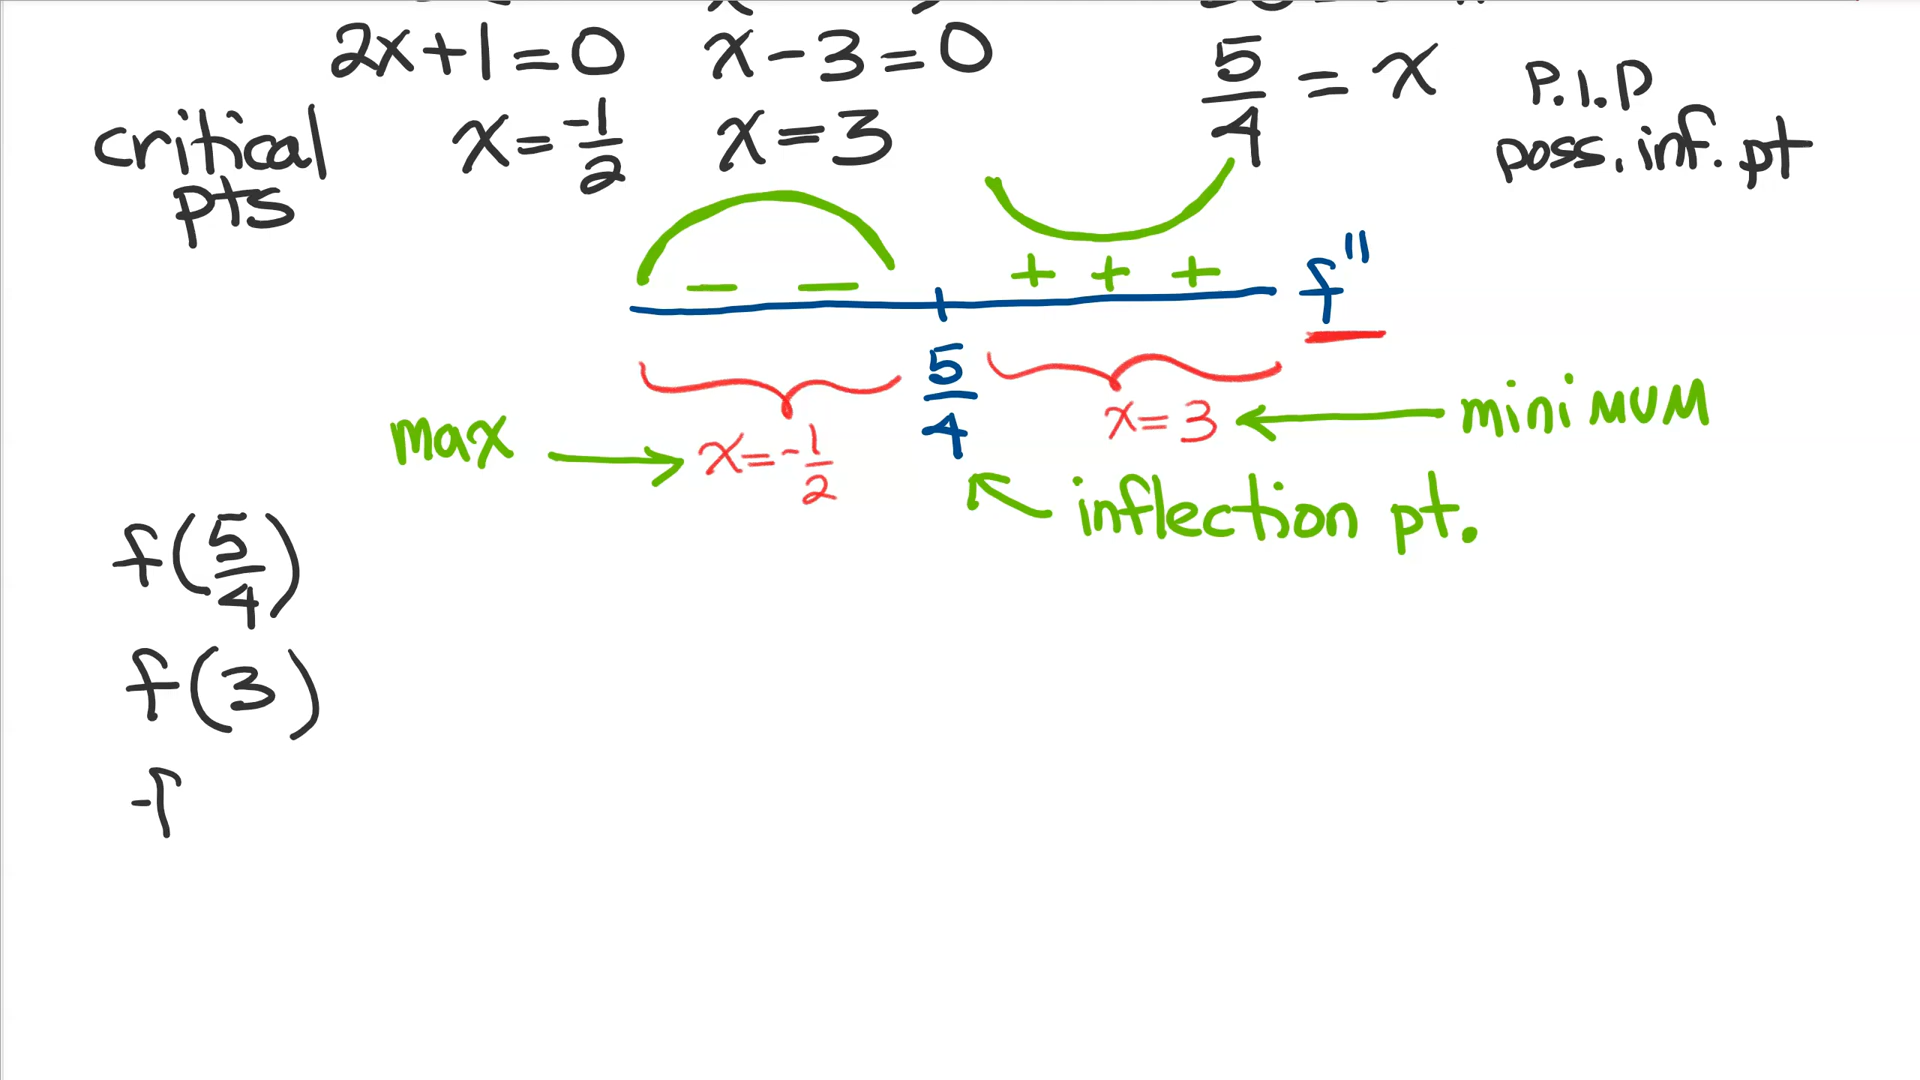 2x+1=0 x-3=0 5/4 = x P.I.P
critical pts x=-1/2 x=3 poss. inf. pt
- - + + + f"
5/4
max → x=-1/2 x=3 ← minimum
inflection pt.
f(5/4)
f(3)
f